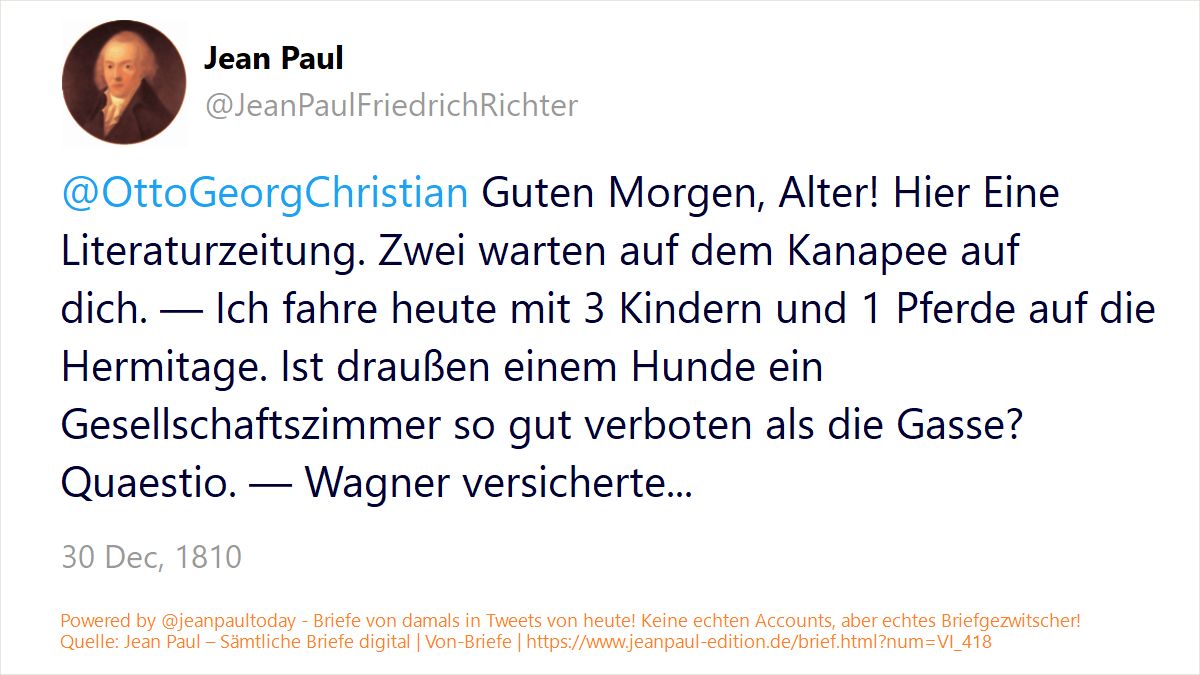 Jean Paul
@JeanPaulFriedrichRichter
@OttoGeorgChristian Guten Morgen, Alter! Hier Eine
Literaturzeitung. Zwei warten auf dem Kanapee auf
dich. — Ich fahre heute mit 3 Kindern und 1 Pferde auf die
Hermitage. Ist draußen einem Hunde ein
Gesellschaftszimmer so gut verboten als die Gasse?
Quaestio. — Wagner versicherte...
30 Dec, 1810
Powered by @jeanpaultoday - Briefe von damals in Tweets von heute! Keine echten Accounts, aber echtes Briefgezwitscher!
Quelle: Jean Paul – Sämtliche Briefe digital | Von-Briefe | https://www.jeanpaul-edition.de/brief.html?num=VI_418